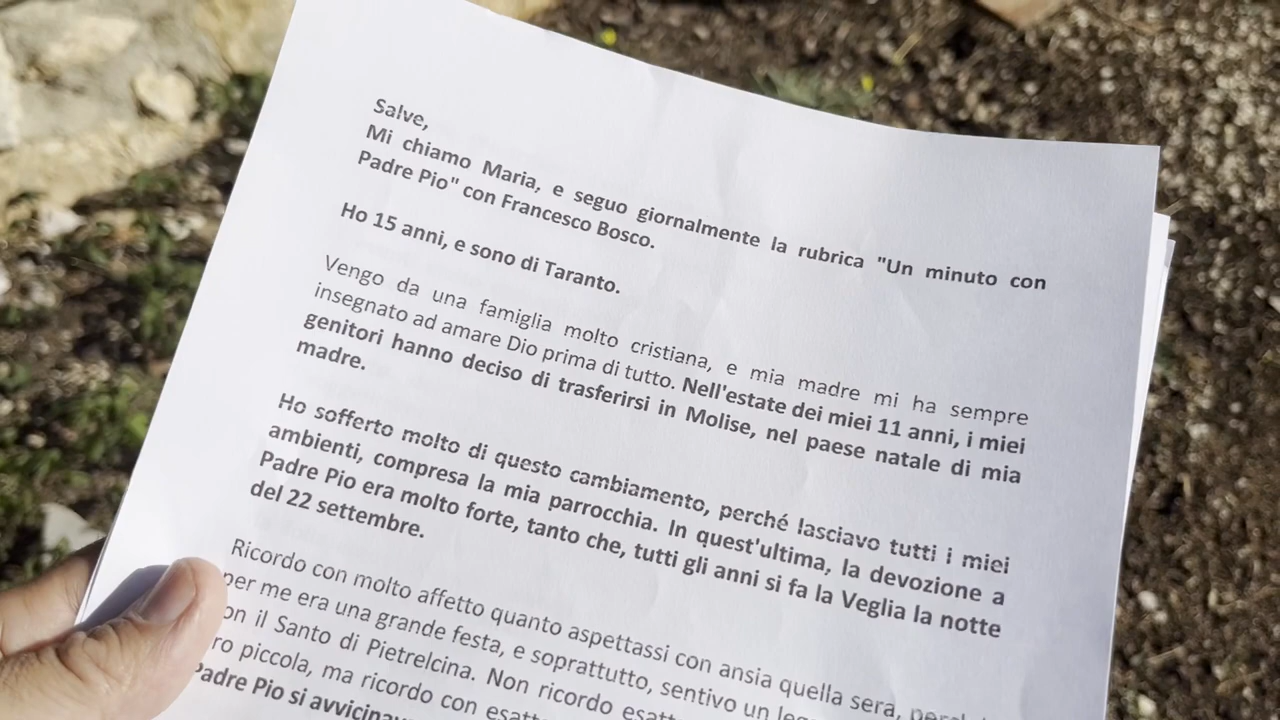 Salve,
Mi chiamo Maria, e seguo giornalmente la rubrica "Un minuto con
Padre Pio" con Francesco Bosco.
Ho 15 anni, e sono di Taranto.
Vengo da una famiglia molto cristiana, e mia madre mi ha sempre
insegnato ad amare Dio prima di tutto. Nell'estate dei miei 11 anni, i miei
genitori hanno deciso di trasferirsi in Molise, nel paese natale di mia
madre.
Ho sofferto molto di questo cambiamento, perché lasciavo tutti i miei
ambienti, compresa la mia parrocchia. In quest'ultima, la devozione a
Padre Pio era molto forte, tanto che, tutti gli anni si fa la Veglia la notte
del 22 settembre.
Ricordo con molto affetto quanto aspettassi con ansia quella sera,
per me era una grande festa, e soprattutto, sentivo un
il Santo di Pietrelcina. Non ricordo
piccola, ma ricordo con
Padre Pio si